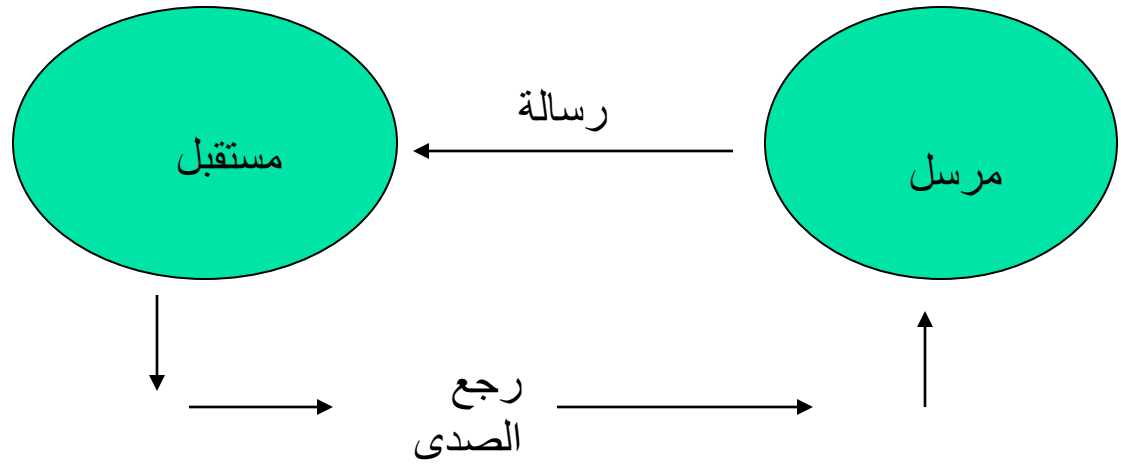 رسالة
مرسل
مستقبل
رجع
الصدى